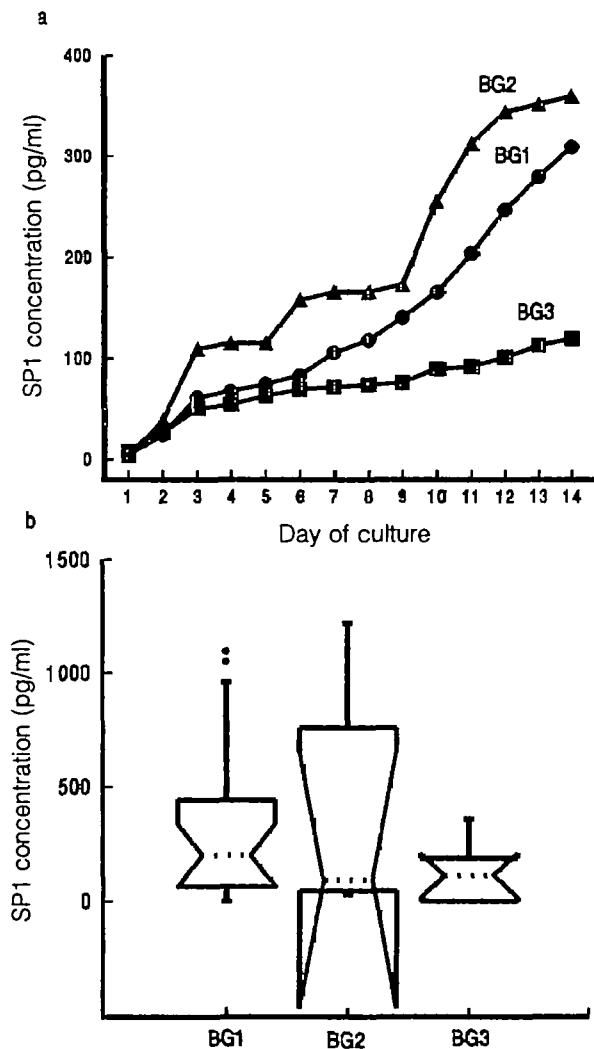 a
SP1 concentration (pg/ml)
400
300
200
100
0
BG2
BG1
BG3
1 2 3 4 5 6 7 8 9 10 11 12 13 14
Day of culture
b
SP1 concentration (pg/ml)
1500
1000
500
0
BG1 BG2 BG3